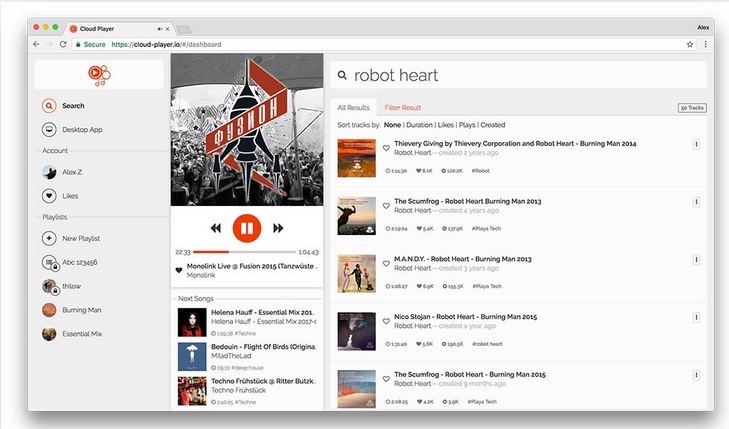 Cloud Player
Alex
Secure
https://cloud-player.io/#/dashboard
Search
Desktop App
Account
Alex Z
Likes
Playlists
New Playlist
Abc 123456
thilow
Burning Man
Essential Mix
ФУЗИОН
22:33
1:04:43
Monolink Live @ Fusion 2015 (Tanzwüste ..
Monolink
Next Songs
Helena Hauff - Essential Mix 201..
Helena Hauff - Essential Mix 2017-0
1:59:38 #Techno
Bedouin - Flight Of Birds (Origina.
MiladTheLad
09:10 #deep house
Techno Frühstück @ Ritter Butzk.
Techno Frühstück
2:40:25 #Techno
robot heart
All Results Filter Result
50 Tracks
Sort tracks by: None | Duration | Likes | Plays | Created
Thievery Giving by Thievery Corporation and Robot Heart - Burning Man 2014
Robot Heart — created 2 years ago
1:14:30 6.1K 120.2K #Robot
The Scumfrog - Robot Heart Burning Man 2013
Robot Heart — created 4 years ago
2:19:04 5.4K 137.9K #Playa Tech
M.A.N.D.Y. - Robot Heart - Burning Man 2013
Robot Heart — created 3 years ago
1:08:27 6.9K 155.3K #Playa Tech
Nico Stojan - Robot Heart - Burning Man 2015
Robot Heart — created a year ago
1:31:46 5.6K 190.5K #robot heart
The Scumfrog - Robot Heart - Burning Man 2015
Robot Heart — created 9 months ago
2:08:25 4.2K 3.9K #Playa Tech